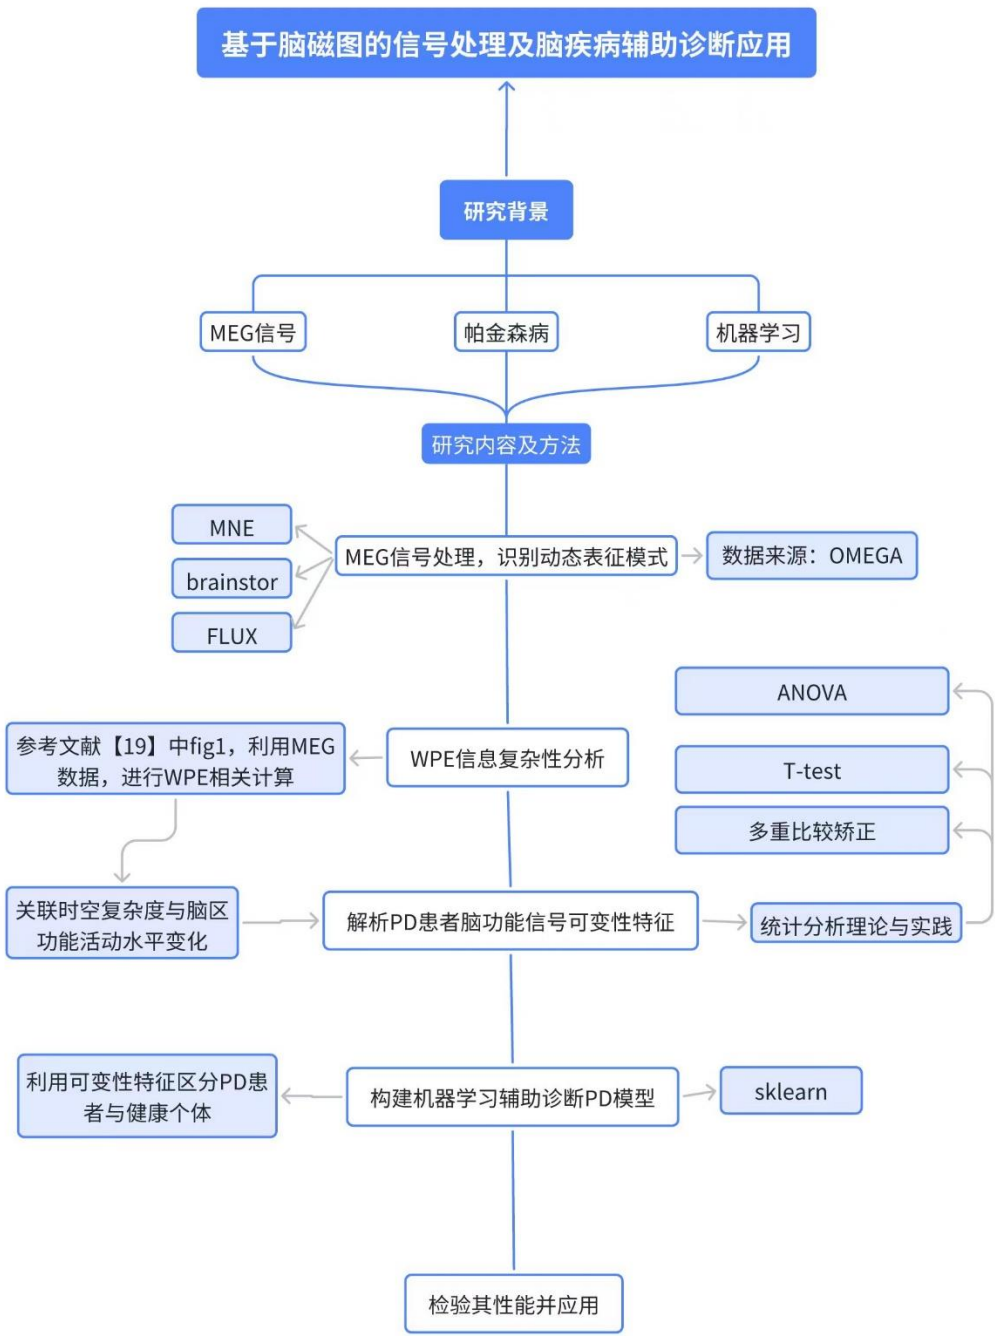 基于脑磁图的信号处理及脑疾病辅助诊断应用
研究背景
MEG信号
帕金森病
机器学习
研究内容及方法
MNE
brainstor
FLUX
MEG信号处理，识别动态表征模式
数据来源：OMEGA
ANOVA
T-test
多重比较矫正
参考文献【19】中fig1，利用MEG
数据，进行WPE相关计算
WPE信息复杂性分析
关联时空复杂度与脑区
功能活动水平变化
解析PD患者脑功能信号可变性特征
统计分析理论与实践
利用可变性特征区分PD患
者与健康个体
构建机器学习辅助诊断PD模型
sklearn
检验其性能并应用